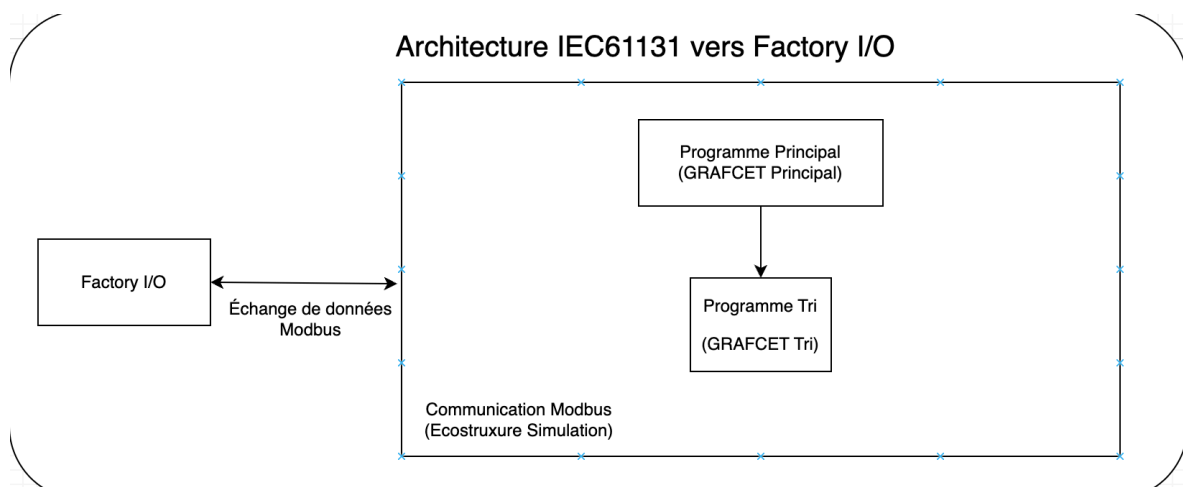 Architecture IEC61131 vers Factory I/O
Programme Principal
(GRAFCET Principal)
Factory I/O
Échange de données
Modbus
Programme Tri
(GRAFCET Tri)
Communication Modbus
(Ecostruxure Simulation)